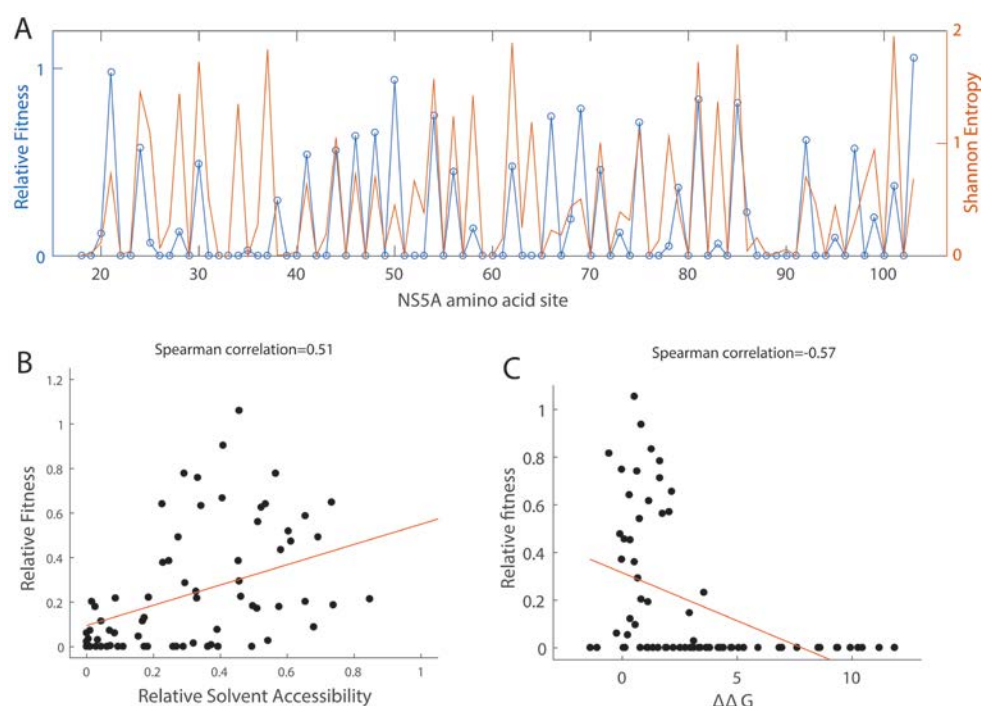 A
Relative Fitness
1
0
2
1
0
Shannon Entropy
20 30 40 50 60 70 80 90 100
NS5A amino acid site
B
Spearman correlation=0.51
Relative Fitness
1.2
1
0.8
0.6
0.4
0.2
0
0 0.2 0.4 0.6 0.8 1
Relative Solvent Accessibility
C
Spearman correlation=-0.57
Relative fitness
1
0.8
0.6
0.4
0.2
0
0 5 10
ΔΔ G